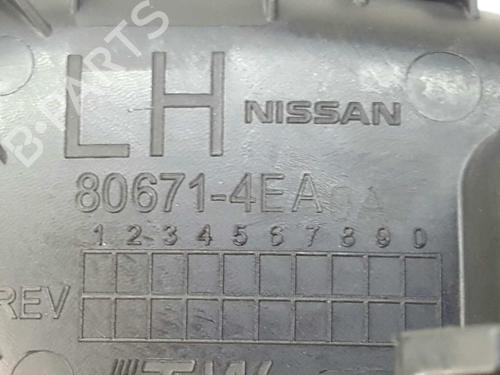 B-PARTS
LH NISSAN
80671-4EA
1 2 3 4 5 6 7 8 9 0
REV